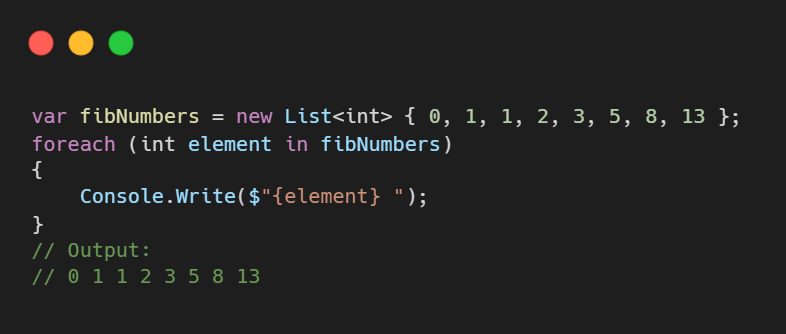 var fibNumbers = new List<int> { 0, 1, 1, 2, 3, 5, 8, 13 };
foreach (int element in fibNumbers)
{
    Console.Write($"{element} ");
}
// Output:
// 0 1 1 2 3 5 8 13